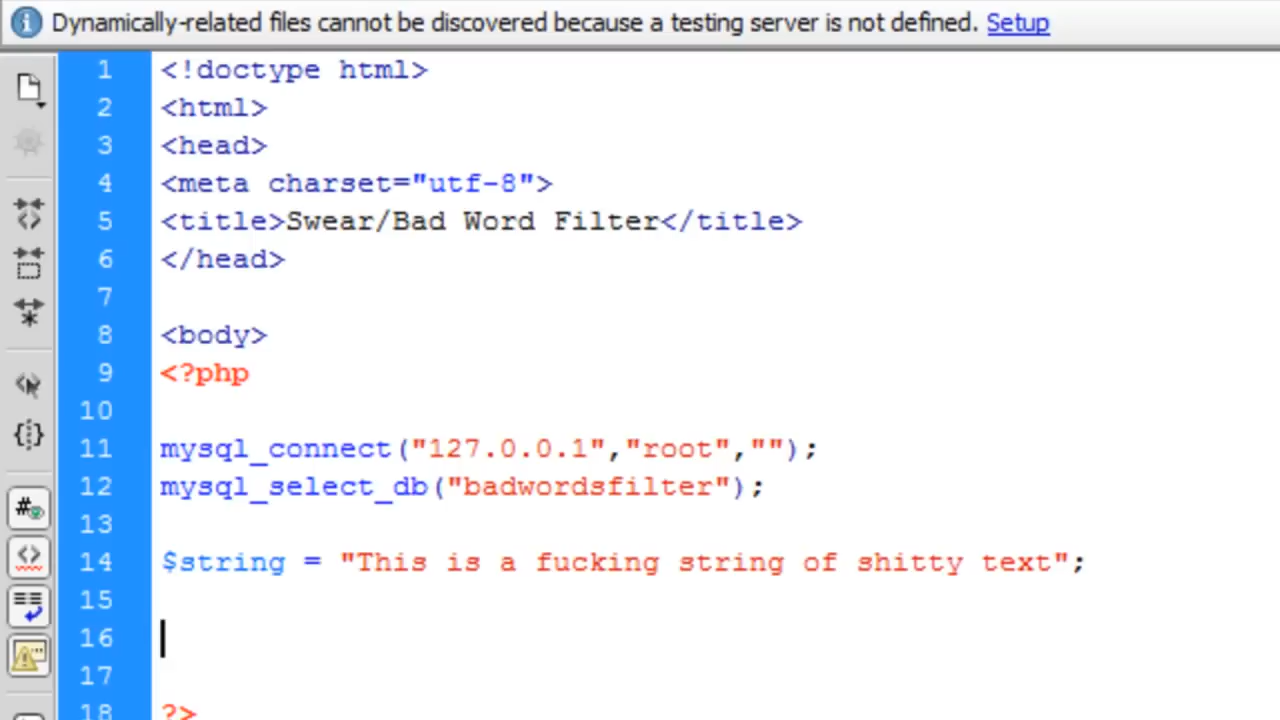 Dynamically-related files cannot be discovered because a testing server is not defined. Setup
1 <!doctype html>
2 <html>
3 <head>
4 <meta charset="utf-8">
5 <title>Swear/Bad Word Filter</title>
6 </head>
7
8 <body>
9 <?php
10
11 mysql_connect("127.0.0.1","root","");
12 mysql_select_db("badwordsfilter");
13
14 $string = "This is a fucking string of shitty text";
15
16
17
18 ?>